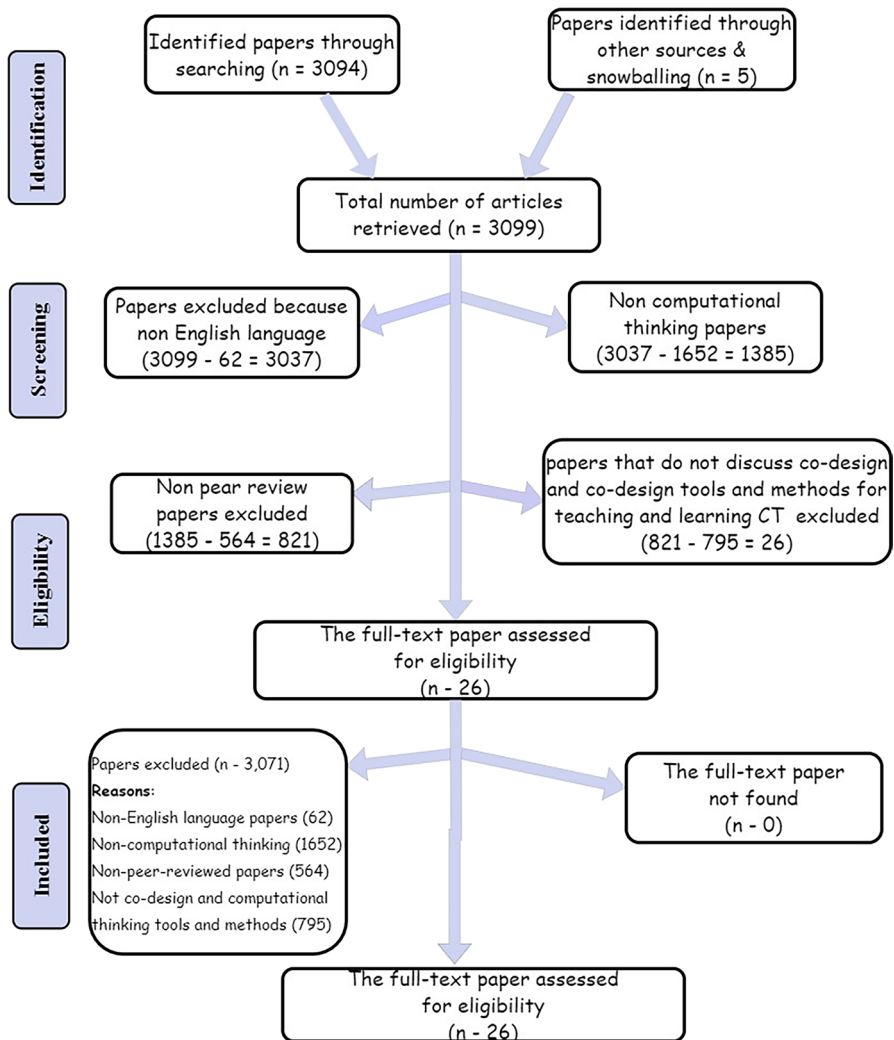 Identification
Identified papers through
searching (n = 3094)
Papers identified through
other sources &
snowballing (n = 5)
Total number of articles
retrieved (n = 3099)
Screening
Papers excluded because
non English language
(3099 - 62 = 3037)
Non computational
thinking papers
(3037 - 1652 = 1385)
Eligibility
Non pear review
papers excluded
(1385 - 564 = 821)
papers that do not discuss co-design
and co-design tools and methods for
teaching and learning CT excluded
(821 - 795 = 26)
The full-text paper assessed
for eligibility
(n - 26)
Included
Papers excluded (n - 3,071)
Reasons:
Non-English language papers (62)
Non-computational thinking (1652)
Non-peer-reviewed papers (564)
Not co-design and computational
thinking tools and methods (795)
The full-text paper
not found
(n - 0)
The full-text paper assessed
for eligibility
(n - 26)